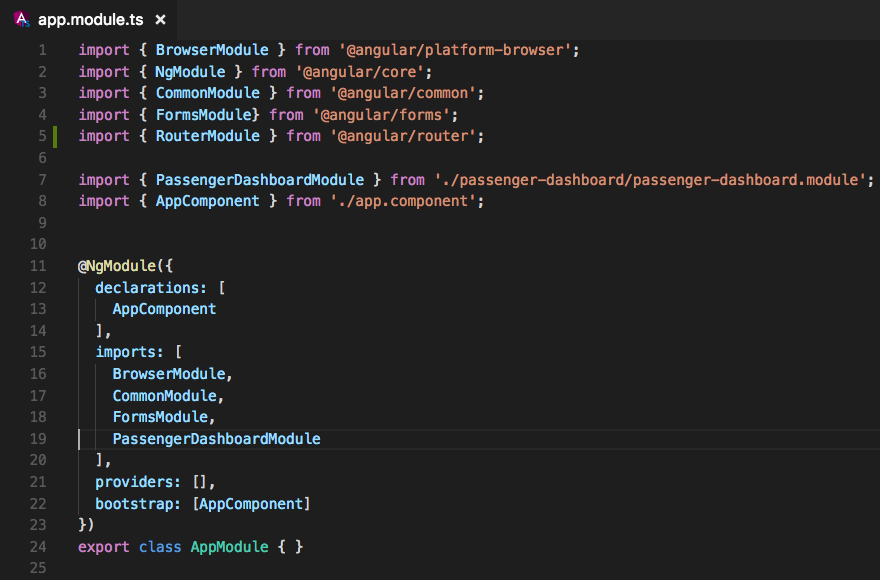 app.module.ts ×
1 import { BrowserModule } from '@angular/platform-browser';
2 import { NgModule } from '@angular/core';
3 import { CommonModule } from '@angular/common';
4 import { FormsModule} from '@angular/forms';
5 import { RouterModule } from '@angular/router';
6
7 import { PassengerDashboardModule } from './passenger-dashboard/passenger-dashboard.module';
8 import { AppComponent } from './app.component';
9
10
11 @NgModule({
12   declarations: [
13     AppComponent
14   ],
15   imports: [
16     BrowserModule,
17     CommonModule,
18     FormsModule,
19     PassengerDashboardModule
20   ],
21   providers: [],
22   bootstrap: [AppComponent]
23 })
24 export class AppModule { }
25